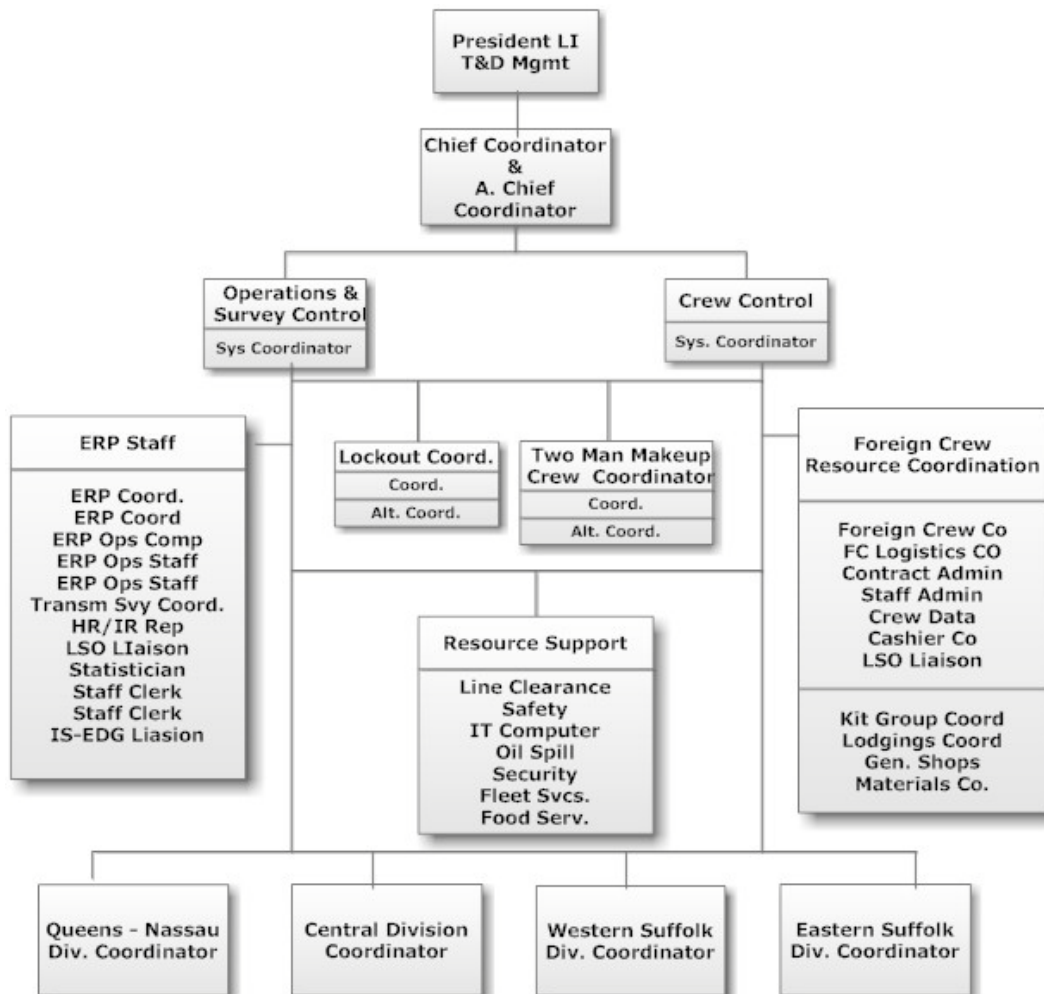 President LI
T&D Mgmt
Chief Coordinator
&
A. Chief
Coordinator
Operations &
Survey Control
Sys Coordinator
Crew Control
Sys. Coordinator
ERP Staff
ERP Coord.
ERP Coord
ERP Ops Comp
ERP Ops Staff
ERP Ops Staff
Transm Svy Coord.
HR/IR Rep
LSO LIaison
Statistician
Staff Clerk
Staff Clerk
IS-EDG Liasion
Lockout Coord.
Coord.
Alt. Coord.
Two Man Makeup
Crew Coordinator
Coord.
Alt. Coord.
Foreign Crew
Resource Coordination
Foreign Crew Co
FC Logistics CO
Contract Admin
Staff Admin
Crew Data
Cashier Co
LSO Liaison
Kit Group Coord
Lodgings Coord
Gen. Shops
Materials Co.
Resource Support
Line Clearance
Safety
IT Computer
Oil Spill
Security
Fleet Svcs.
Food Serv.
Queens - Nassau
Div. Coordinator
Central Division
Coordinator
Western Suffolk
Div. Coordinator
Eastern Suffolk
Div. Coordinator